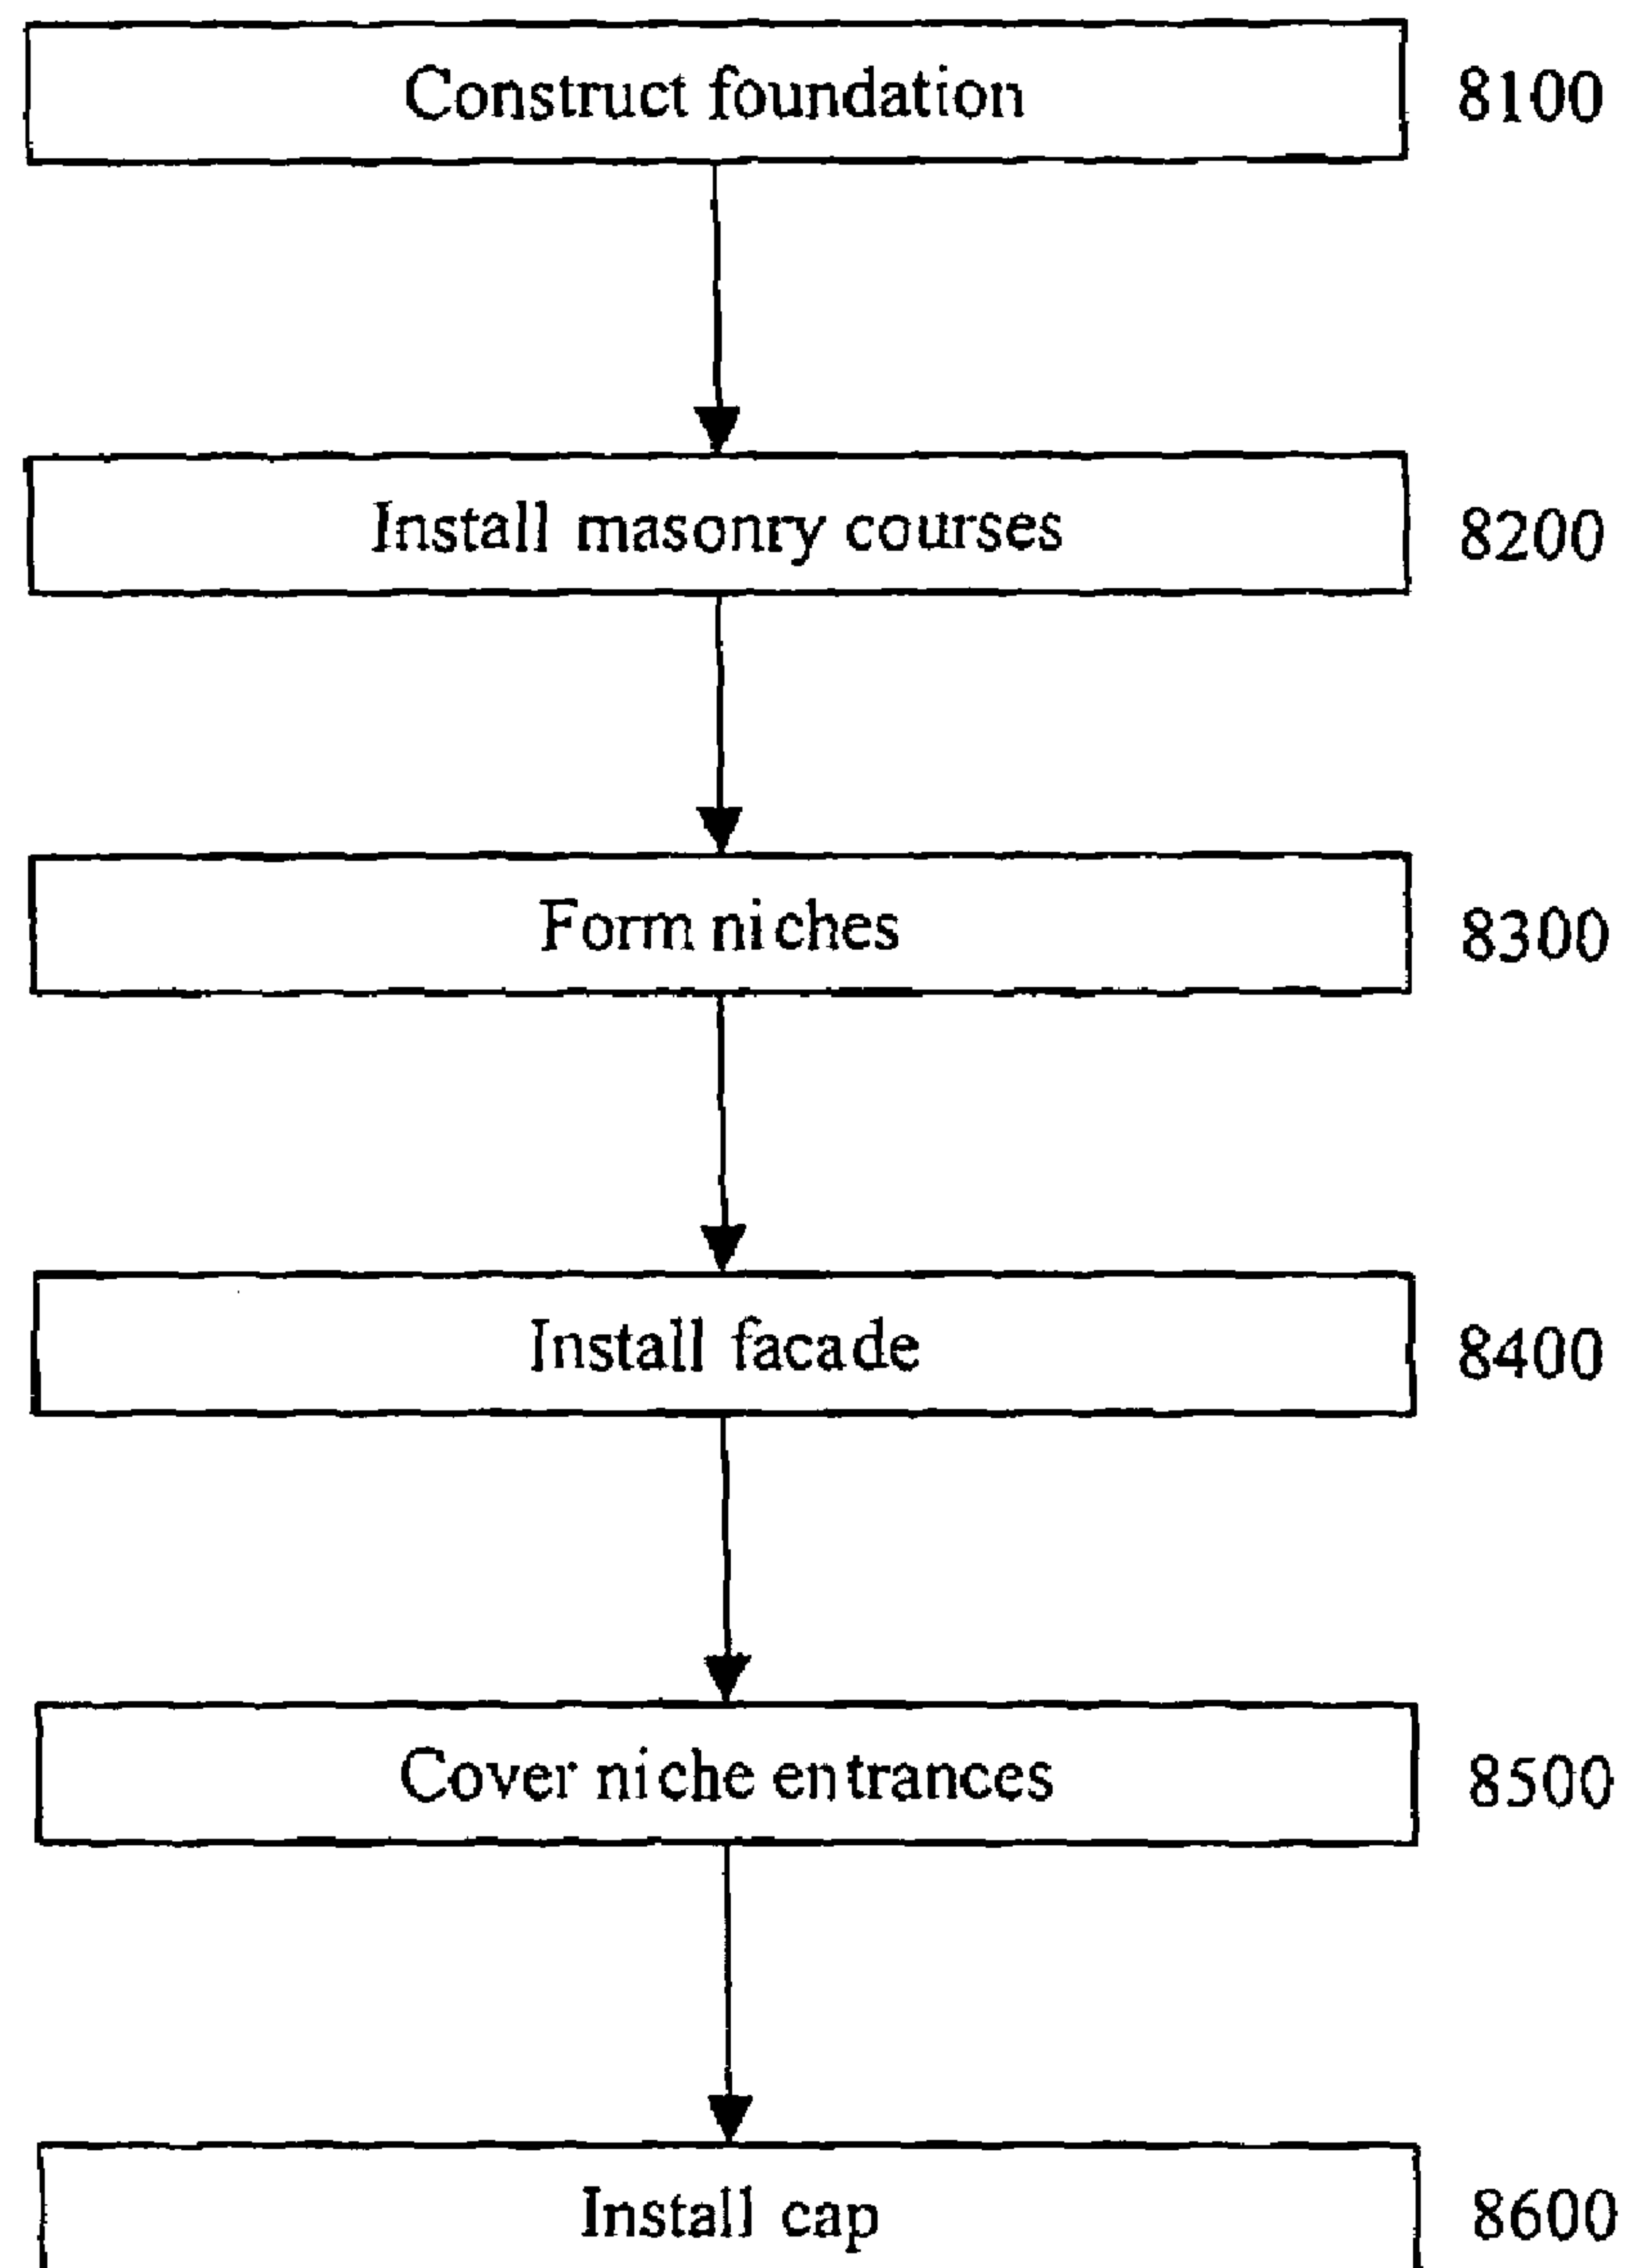 Construct foundation 8100
Install masonry courses 8200
Form niches 8300
Install facade 8400
Cover niche entrances 8500
Install cap 8600